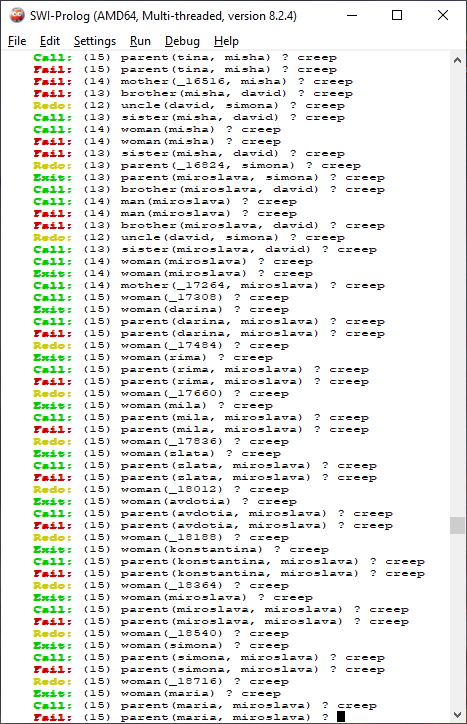 SWI-Prolog (AMD64, Multi-threaded, version 8.2.4)
File Edit Settings Run Debug Help
Call: (15) parent(tina, misha) ? creep
Fail: (15) parent(tina, misha) ? creep
Fail: (14) mother(_16516, misha) ? creep
Fail: (13) brother(misha, david) ? creep
Redo: (12) uncle(david, simona) ? creep
Call: (13) sister(misha, david) ? creep
Call: (14) woman(misha) ? creep
Fail: (14) woman(misha) ? creep
Fail: (13) sister(misha, david) ? creep
Redo: (13) parent(_16824, simona) ? creep
Exit: (13) parent(miroslava, simona) ? creep
Call: (13) brother(miroslava, david) ? creep
Call: (14) man(miroslava) ? creep
Fail: (14) man(miroslava) ? creep
Fail: (13) brother(miroslava, david) ? creep
Redo: (12) uncle(david, simona) ? creep
Call: (13) sister(miroslava, david) ? creep
Call: (14) woman(miroslava) ? creep
Exit: (14) woman(miroslava) ? creep
Call: (14) mother(_17264, miroslava) ? creep
Call: (15) woman(_17308) ? creep
Exit: (15) woman(darina) ? creep
Call: (15) parent(darina, miroslava) ? creep
Fail: (15) parent(darina, miroslava) ? creep
Redo: (15) woman(_17484) ? creep
Exit: (15) woman(rima) ? creep
Call: (15) parent(rima, miroslava) ? creep
Fail: (15) parent(rima, miroslava) ? creep
Redo: (15) woman(_17660) ? creep
Exit: (15) woman(mila) ? creep
Call: (15) parent(mila, miroslava) ? creep
Fail: (15) parent(mila, miroslava) ? creep
Redo: (15) woman(_17836) ? creep
Exit: (15) woman(zlata) ? creep
Call: (15) parent(zlata, miroslava) ? creep
Fail: (15) parent(zlata, miroslava) ? creep
Redo: (15) woman(_18012) ? creep
Exit: (15) woman(avdotia) ? creep
Call: (15) parent(avdotia, miroslava) ? creep
Fail: (15) parent(avdotia, miroslava) ? creep
Redo: (15) woman(_18188) ? creep
Exit: (15) woman(konstantina) ? creep
Call: (15) parent(konstantina, miroslava) ? creep
Fail: (15) parent(konstantina, miroslava) ? creep
Redo: (15) woman(_18364) ? creep
Exit: (15) woman(miroslava) ? creep
Call: (15) parent(miroslava, miroslava) ? creep
Fail: (15) parent(miroslava, miroslava) ? creep
Redo: (15) woman(_18540) ? creep
Exit: (15) woman(simona) ? creep
Call: (15) parent(simona, miroslava) ? creep
Fail: (15) parent(simona, miroslava) ? creep
Redo: (15) woman(_18716) ? creep
Exit: (15) woman(maria) ? creep
Call: (15) parent(maria, miroslava) ? creep
Fail: (15) parent(maria, miroslava) ?